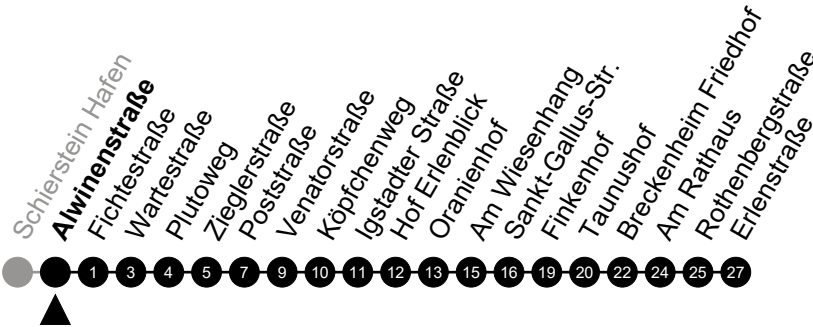 Schierstein Hafen
Alwinenstraße
Fichtestraße
Wartestraße
Plutoweg
Zieglerstraße
Poststraße
Venatorstraße
Köpfchenweg
Igstadter Straße
Hof Erlenblick
Oranienhof
Am Wiesenhang
Sankt-Gallus-Str.
Finkenhof
Taunushof
Breckenheim Friedhof
Am Rathaus
Rothenbergstraße
Erlenstraße
1 3 4 5 7 9 10 11 12 13 15 16 19 20 22 24 25 27